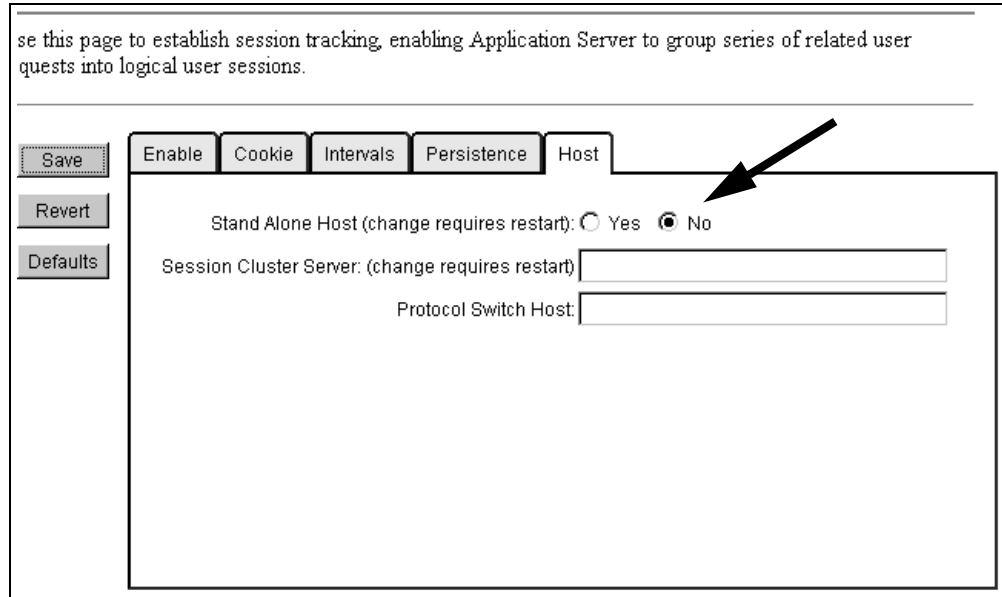 se this page to establish session tracking, enabling Application Server to group series of related user
quests into logical user sessions.
Save
Revert
Defaults
Enable Cookie Intervals Persistence Host
Stand Alone Host (change requires restart): Yes No
Session Cluster Server: (change requires restart)
Protocol Switch Host: